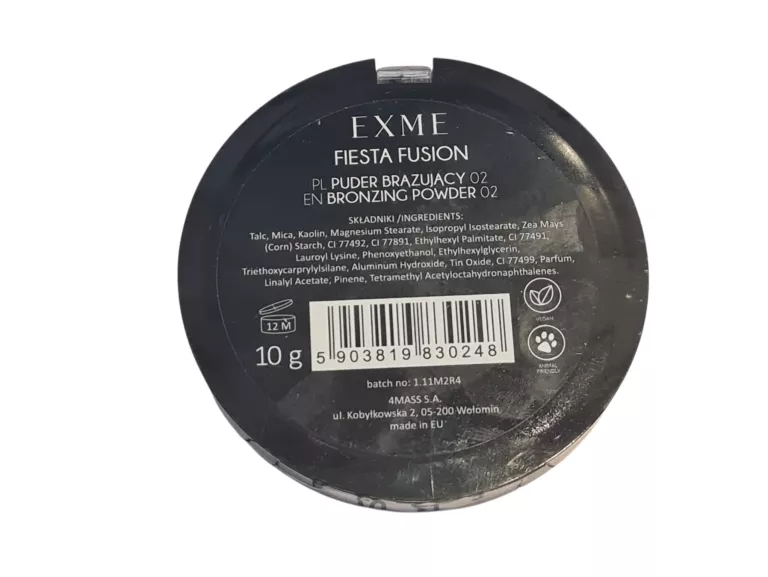 EXME
FIESTA FUSION
PL PUDER BRĄZUJĄCY 02
EN BRONZING POWDER 02
SKŁADNIKI /INGREDIENTS:
Talc, Mica, Kaolin, Magnesium Stearate, Isopropyl Isostearate, Zea Mays
(Corn) Starch, CI 77492, CI 77891, Ethylhexyl Palmitate, CI 77491,
Lauroyl Lysine, Phenoxyethanol, Ethylhexylglycerin,
Triethoxycarprylylsilane, Aluminum Hydroxide, Tin Oxide, CI 77499, Parfum,
Linalyl Acetate, Pinene, Tetramethyl Acetyloctahydronaphthalenes.
VEGAN
12 M
10 g
5 903819 830248
ANIMAL
FRIENDLY
batch no: 1.11M2R4
4MASS S.A.
ul. Kobyłkowska 2, 05-200 Wołomin
made in EU